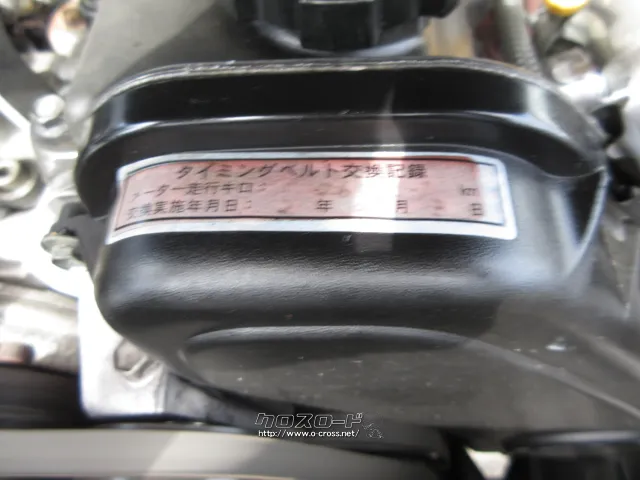 タイミングベルト交換記録
メーター走行キロ： km
交換実施年月日： 年 月 日
クロスロード
http://www.o-cross.net/